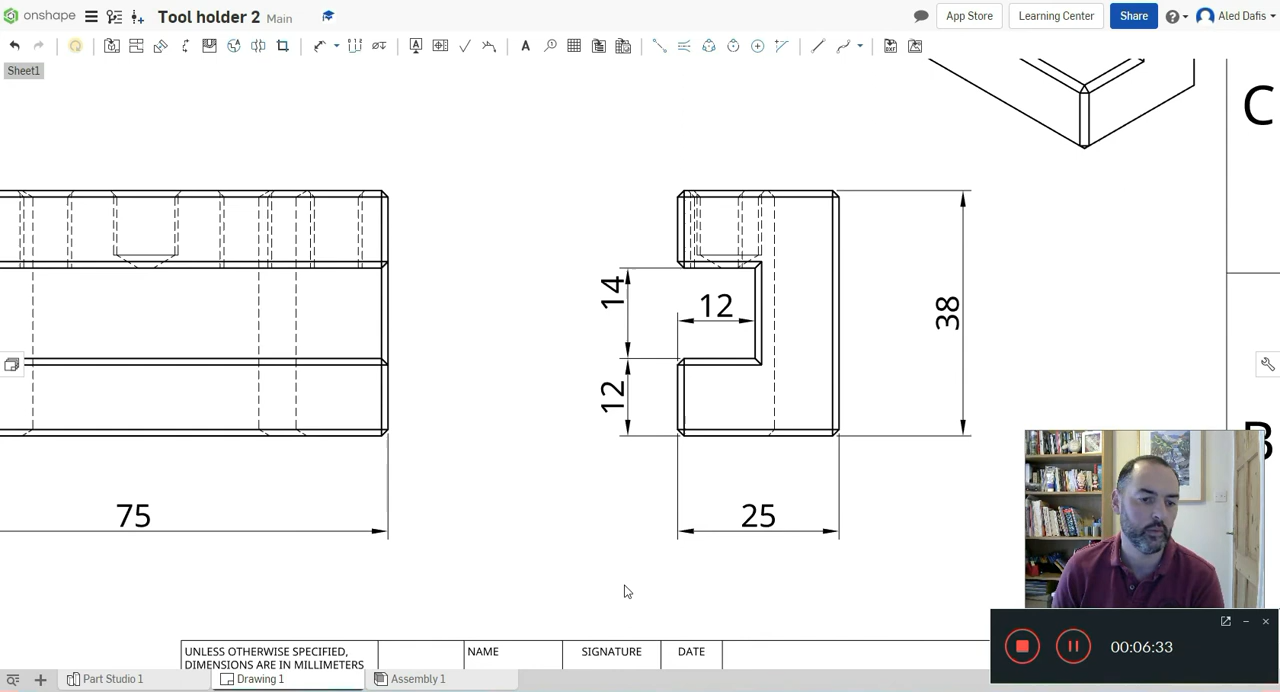 onshape
Tool holder 2 Main
App Store
Learning Center
Share
Aled Dafis
Sheet1
C
14
12
38
12
B
75
25
UNLESS OTHERWISE SPECIFIED,
DIMENSIONS ARE IN MILLIMETERS
NAME
SIGNATURE
DATE
00:06:33
Part Studio 1
Drawing 1
Assembly 1